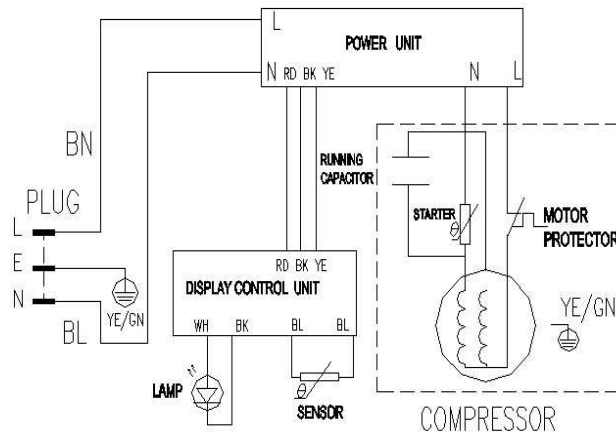 L
POWER UNIT
N RD BK YE N L
BN
RUNNING
CAPACITOR
PLUG
L
STARTER
θ
MOTOR
PROTECTOR
E
RD BK YE
DISPLAY CONTROL UNIT
N
YE/GN
BL
WH BK BL BL
YE/GN
LAMP
θ
SENSOR
COMPRESSOR